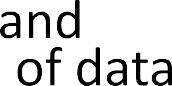 and
of data